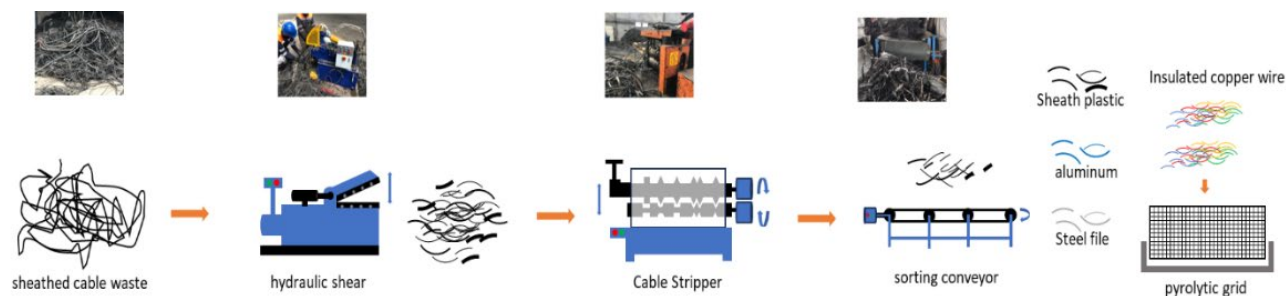 Insulated copper wire
Sheath plastic
aluminum
Steel file
sheathed cable waste
hydraulic shear
Cable Stripper
sorting conveyor
pyrolytic grid